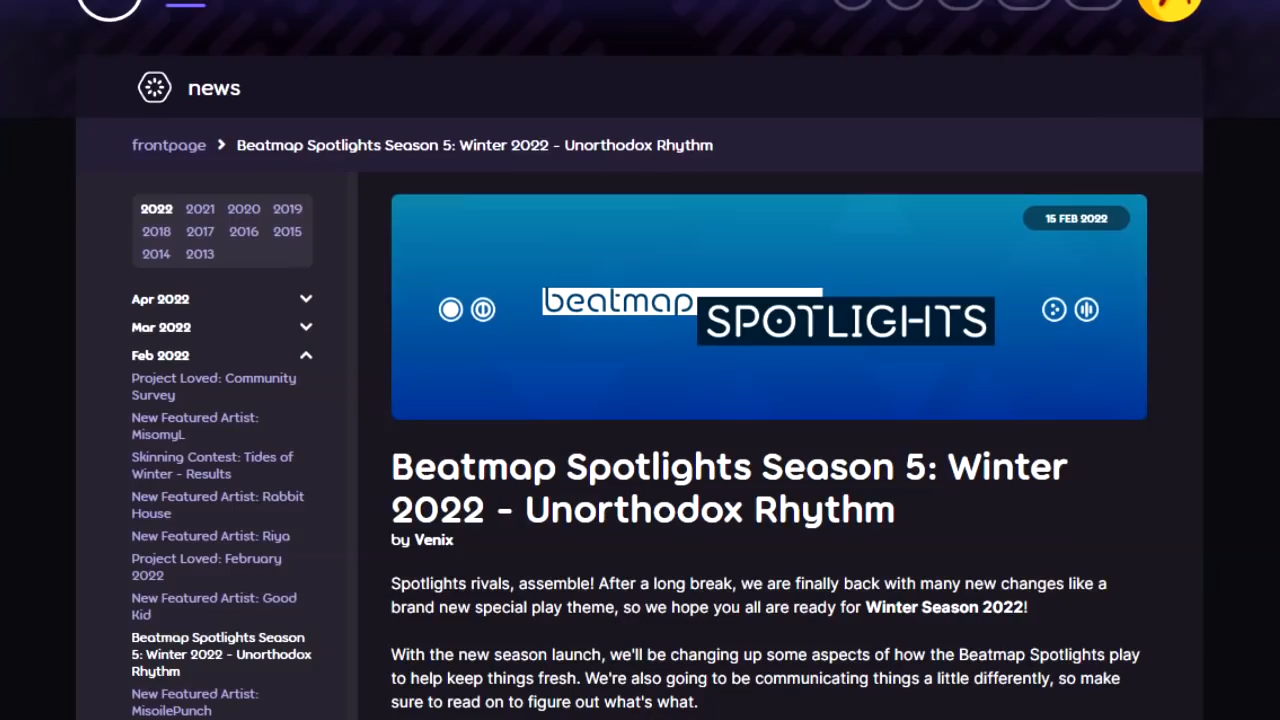 news
frontpage > Beatmap Spotlights Season 5: Winter 2022 - Unorthodox Rhythm
2022 2021 2020 2019
2018 2017 2016 2015
2014 2013
Apr 2022
Mar 2022
Feb 2022
Project Loved: Community
Survey
New Featured Artist:
MisomyL
Skinning Contest: Tides of
Winter - Results
New Featured Artist: Rabbit
House
New Featured Artist: Riya
Project Loved: February
2022
New Featured Artist: Good
Kid
Beatmap Spotlights Season
5: Winter 2022 - Unorthodox
Rhythm
New Featured Artist:
MisoilePunch
15 FEB 2022
beatmap
SPOTLIGHTS
Beatmap Spotlights Season 5: Winter
2022 - Unorthodox Rhythm
by Venix
Spotlights rivals, assemble! After a long break, we are finally back with many new changes like a
brand new special play theme, so we hope you all are ready for Winter Season 2022!
With the new season launch, we'll be changing up some aspects of how the Beatmap Spotlights play
to help keep things fresh. We're also going to be communicating things a little differently, so make
sure to read on to figure out what's what.